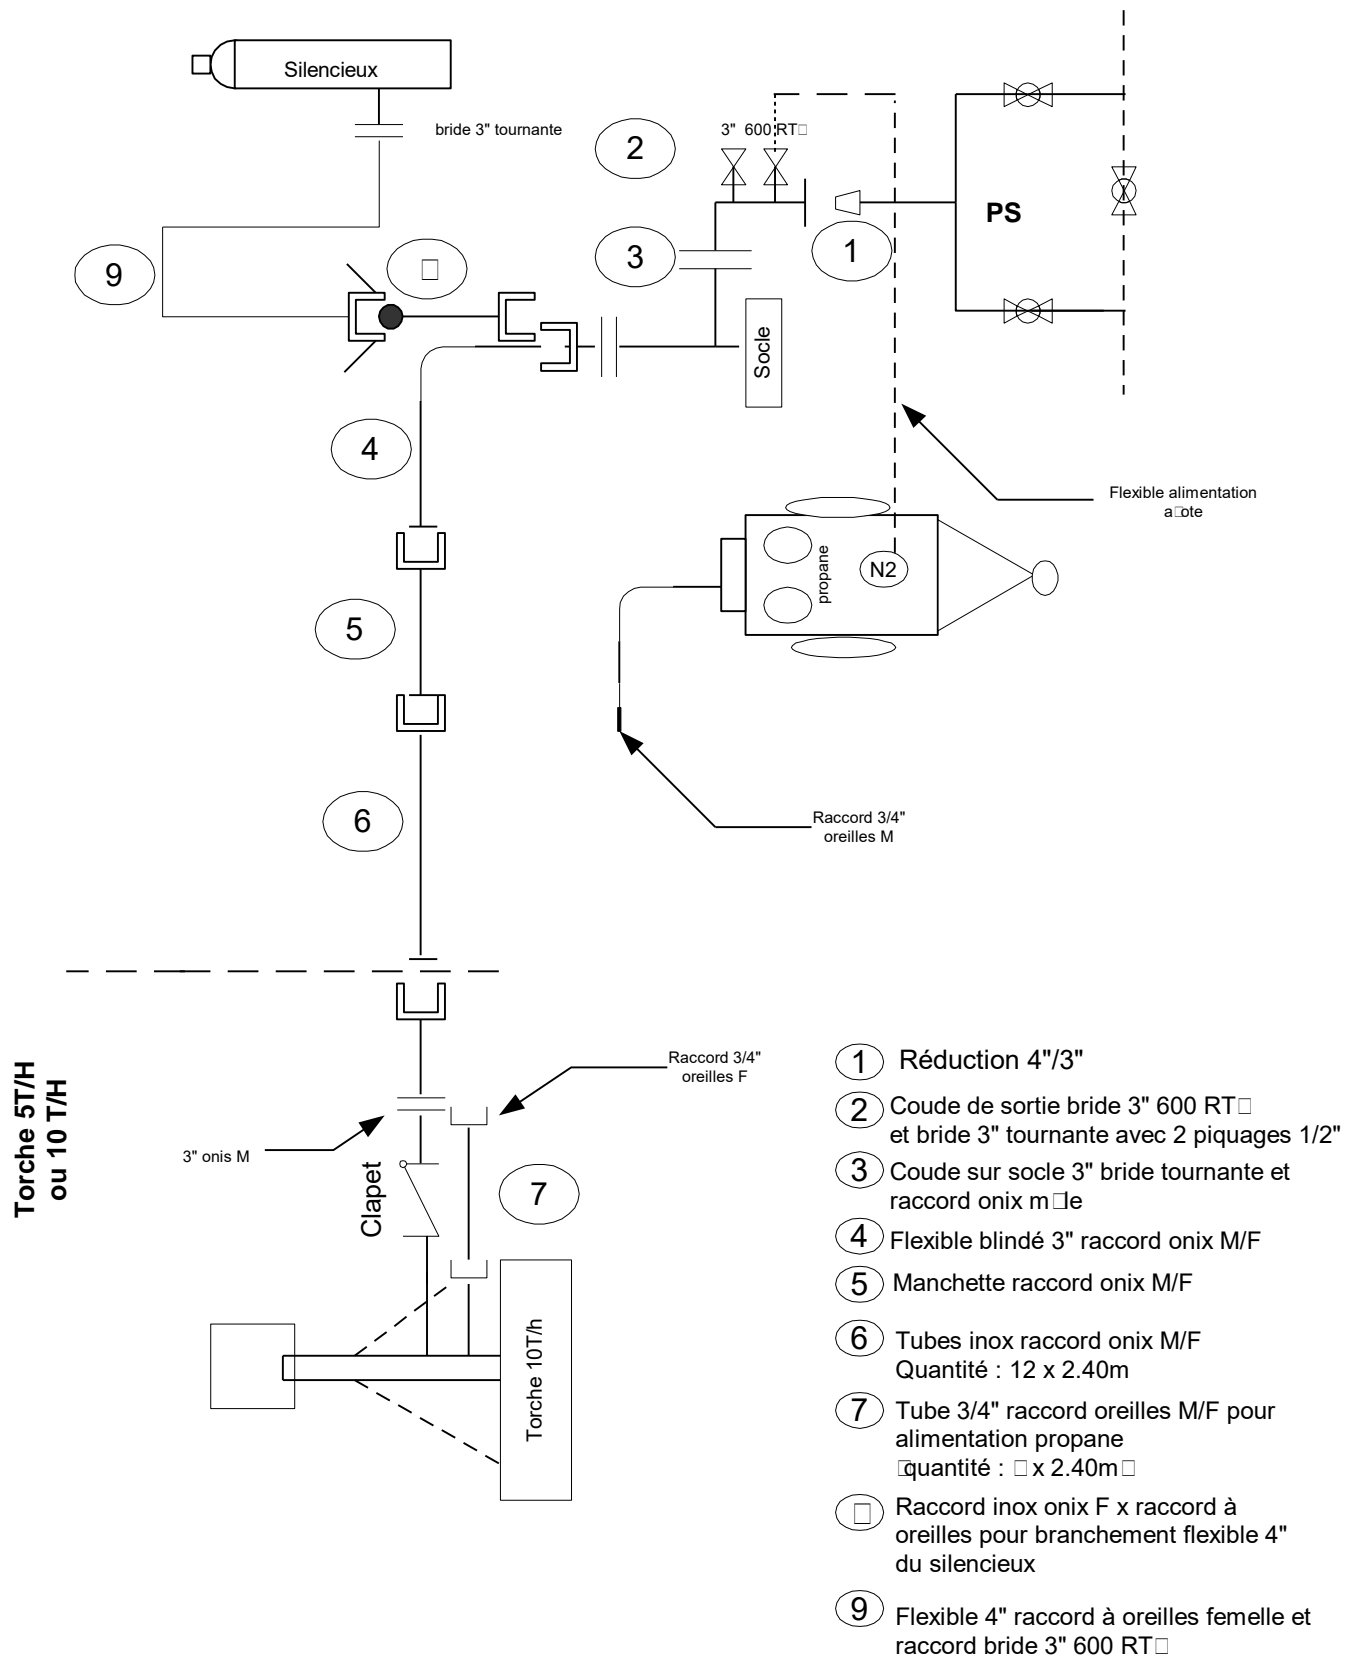 Silencieux
bride 3" tournante
3" 600 RT□
2
3
1
PS
9
□
Socle
4
Flexible alimentation
a□ote
propane
N2
5
6
Raccord 3/4"
oreilles M
Torche 5T/H
ou 10 T/H
Raccord 3/4"
oreilles F
3" onis M
Clapet
7
Torche 10T/h
1 Réduction 4"/3"
2 Coude de sortie bride 3" 600 RT□
et bride 3" tournante avec 2 piquages 1/2"
3 Coude sur socle 3" bride tournante et
raccord onix m□le
4 Flexible blindé 3" raccord onix M/F
5 Manchette raccord onix M/F
6 Tubes inox raccord onix M/F
Quantité : 12 x 2.40m
7 Tube 3/4" raccord oreilles M/F pour
alimentation propane
□quantité : □ x 2.40m□
□ Raccord inox onix F x raccord à
oreilles pour branchement flexible 4"
du silencieux
9 Flexible 4" raccord à oreilles femelle et
raccord bride 3" 600 RT□